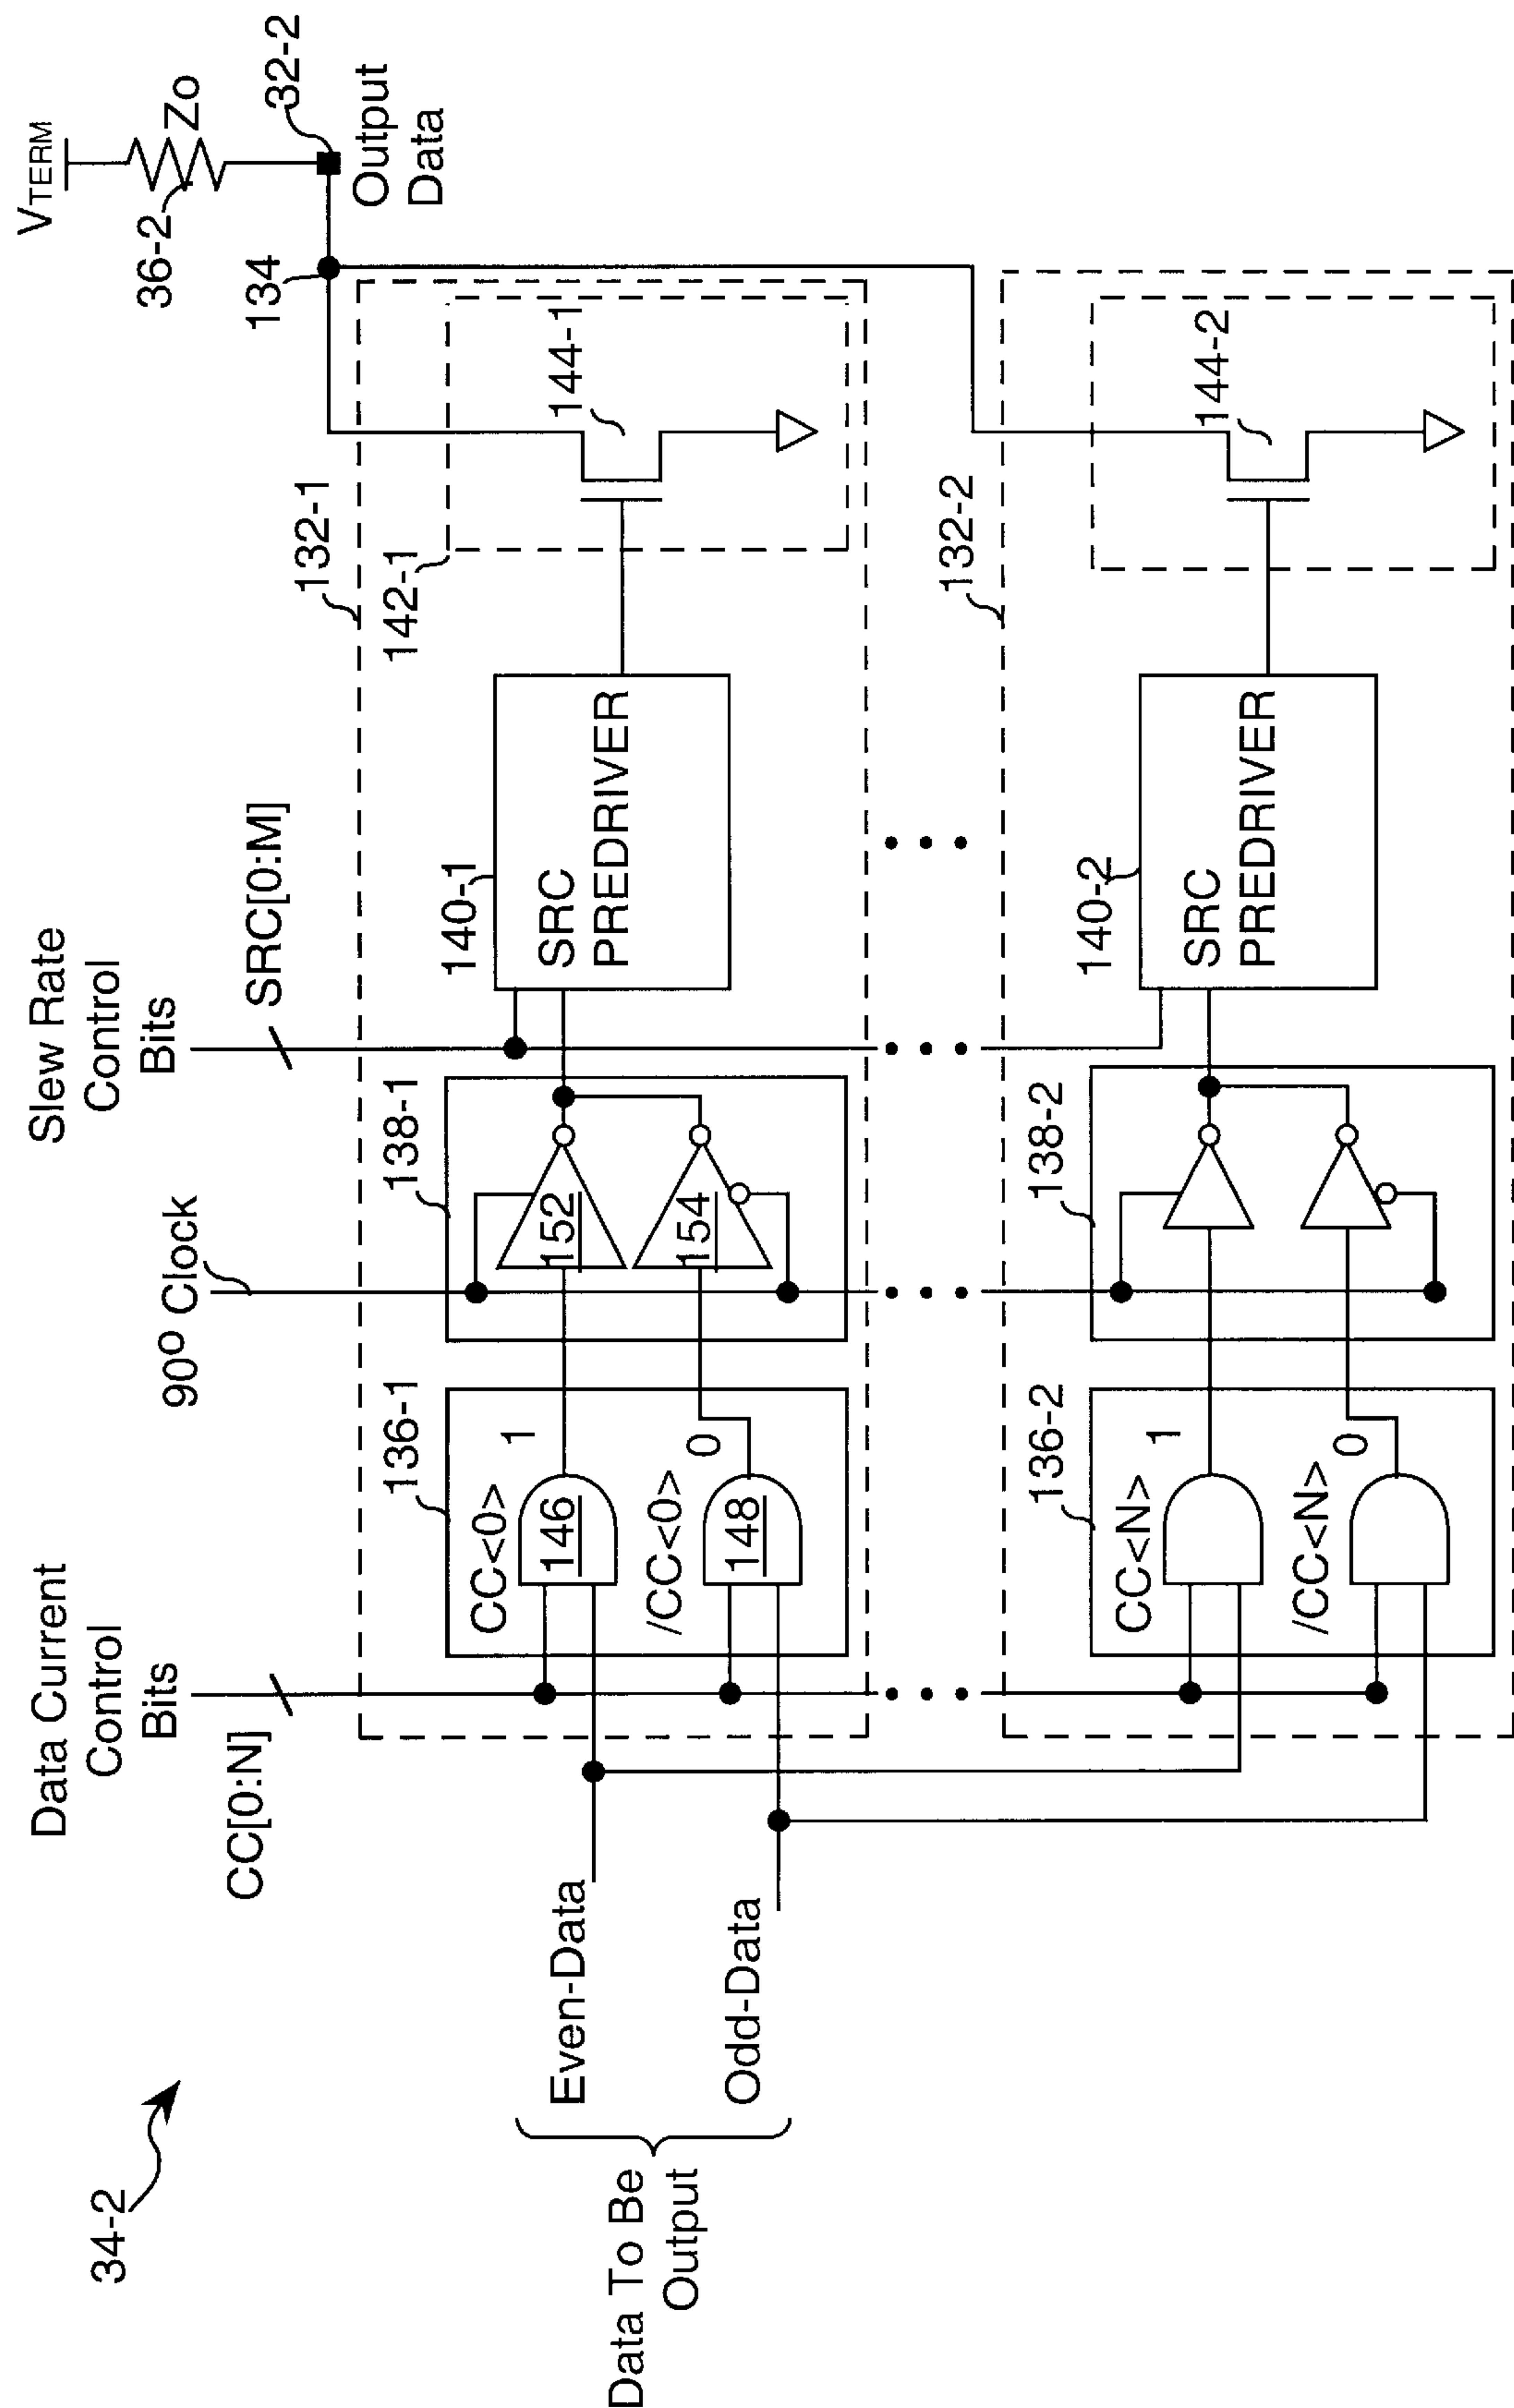 34-2
Data Current
Control
Bits
CC[0:N]
90º Clock
Slew Rate
Control
Bits
SRC[0:M]
VTERM
36-2
Zo
32-2
134
Output
Data
132-1
142-1
144-1
136-1
138-1
140-1
CC<0>
1
146
/CC<0>
0
148
152
154
SRC
PREDRIVER
Even-Data
Odd-Data
Data To Be
Output
132-2
144-2
136-2
138-2
140-2
CC<N>
1
/CC<N>
0
SRC
PREDRIVER